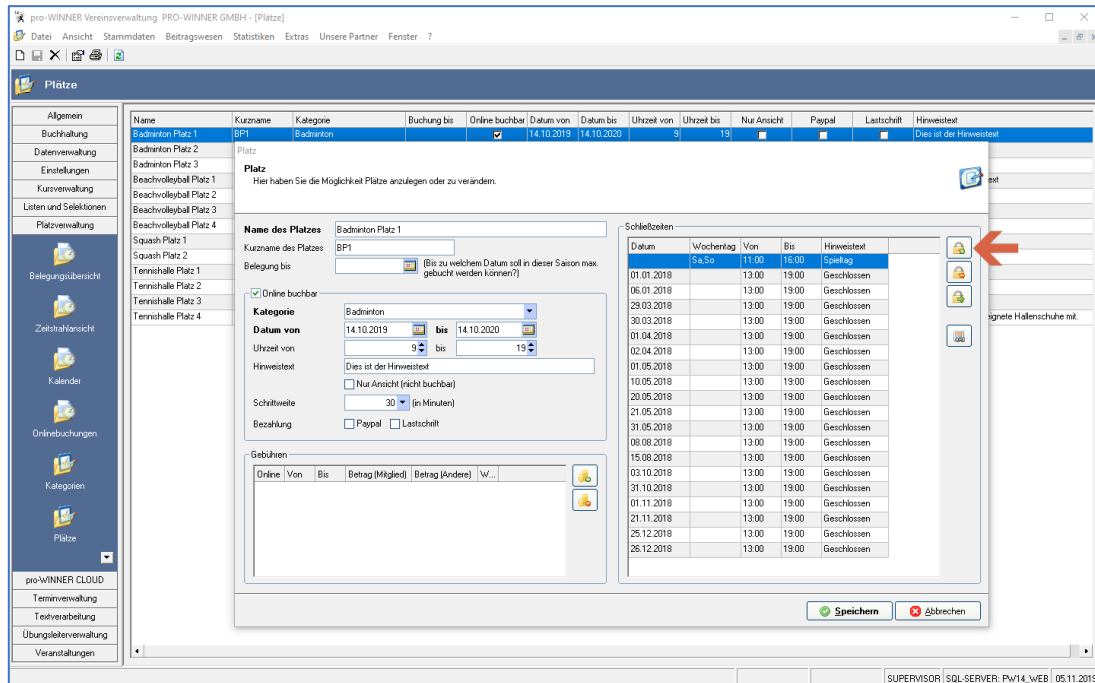 pro-WINNER Vereinsverwaltung PRO-WINNER GMBH - [Plätze]
Datei Ansicht Stammdaten Beitragswesen Statistiken Extras Unsere Partner Fenster ?
Plätze
Allgemein
Buchhaltung
Datenverwaltung
Einstellungen
Kursverwaltung
Listen und Selektionen
Platzverwaltung
Belegungsübersicht
Zeitstrahlansicht
Kalender
Onlinebuchungen
Kategorien
Plätze
pro-WINNER CLOUD
Terminverwaltung
Textverarbeitung
Übungsleiterverwaltung
Veranstaltungen
Name Kurzname Kategorie Buchung bis Online buchbar Datum von Datum bis Uhrzeit von Uhrzeit bis Nur Ansicht Paypal Lastschrift Hinweistext
Badminton Platz 1 BP1 Badminton 14.10.2019 14.10.2020 9 19 Dies ist der Hinweistext
Badminton Platz 2
Badminton Platz 3
Beachvolleyball Platz 1 ext
Beachvolleyball Platz 2
Beachvolleyball Platz 3
Beachvolleyball Platz 4
Squash Platz 1
Squash Platz 2
Tennishalle Platz 1
Tennishalle Platz 2
Tennishalle Platz 3
Tennishalle Platz 4 eignete Hallenschuhe mit.
Platz
Platz
Hier haben Sie die Möglichkeit Plätze anzulegen oder zu verändern.
Name des Platzes Badminton Platz 1
Kurzname des Platzes BP1
Belegung bis (Bis zu welchem Datum soll in dieser Saison max.
gebucht werden können?)
Online buchbar
Kategorie Badminton
Datum von 14.10.2019 bis 14.10.2020
Uhrzeit von 9 bis 19
Hinweistext Dies ist der Hinweistext
Nur Ansicht (nicht buchbar)
Schrittweite 30 (in Minuten)
Bezahlung Paypal Lastschrift
Gebühren
Online Von Bis Betrag (Mitglied) Betrag (Andere) W...
Schließzeiten
Datum Wochentag Von Bis Hinweistext
Sa,So 11:00 16:00 Spieltag
01.01.2018 13:00 19:00 Geschlossen
06.01.2018 13:00 19:00 Geschlossen
29.03.2018 13:00 19:00 Geschlossen
30.03.2018 13:00 19:00 Geschlossen
01.04.2018 13:00 19:00 Geschlossen
02.04.2018 13:00 19:00 Geschlossen
01.05.2018 13:00 19:00 Geschlossen
10.05.2018 13:00 19:00 Geschlossen
20.05.2018 13:00 19:00 Geschlossen
21.05.2018 13:00 19:00 Geschlossen
31.05.2018 13:00 19:00 Geschlossen
08.08.2018 13:00 19:00 Geschlossen
15.08.2018 13:00 19:00 Geschlossen
03.10.2018 13:00 19:00 Geschlossen
31.10.2018 13:00 19:00 Geschlossen
01.11.2018 13:00 19:00 Geschlossen
21.11.2018 13:00 19:00 Geschlossen
25.12.2018 13:00 19:00 Geschlossen
26.12.2018 13:00 19:00 Geschlossen
Speichern Abbrechen
SUPERVISOR SQL-SERVER: PW14_WEB 05.11.2019